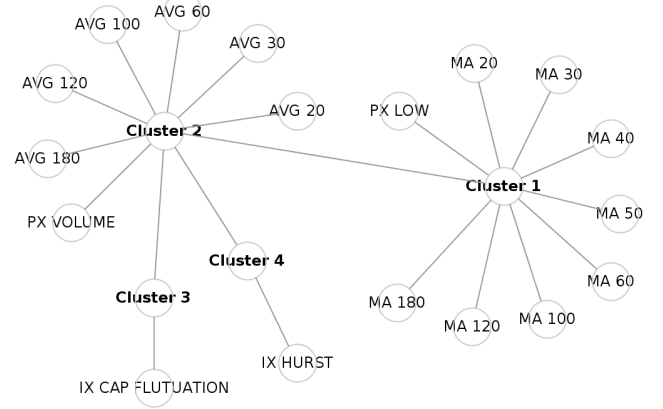 AVG 60
AVG 100
AVG 30
MA 20
MA 30
AVG 120
AVG 20
PX LOW
Cluster 2
MA 40
AVG 180
Cluster 1
MA 50
PX VOLUME
Cluster 4
MA 60
Cluster 3
MA 180
MA 100
MA 120
IX HURST
IX CAP FLUTUATION